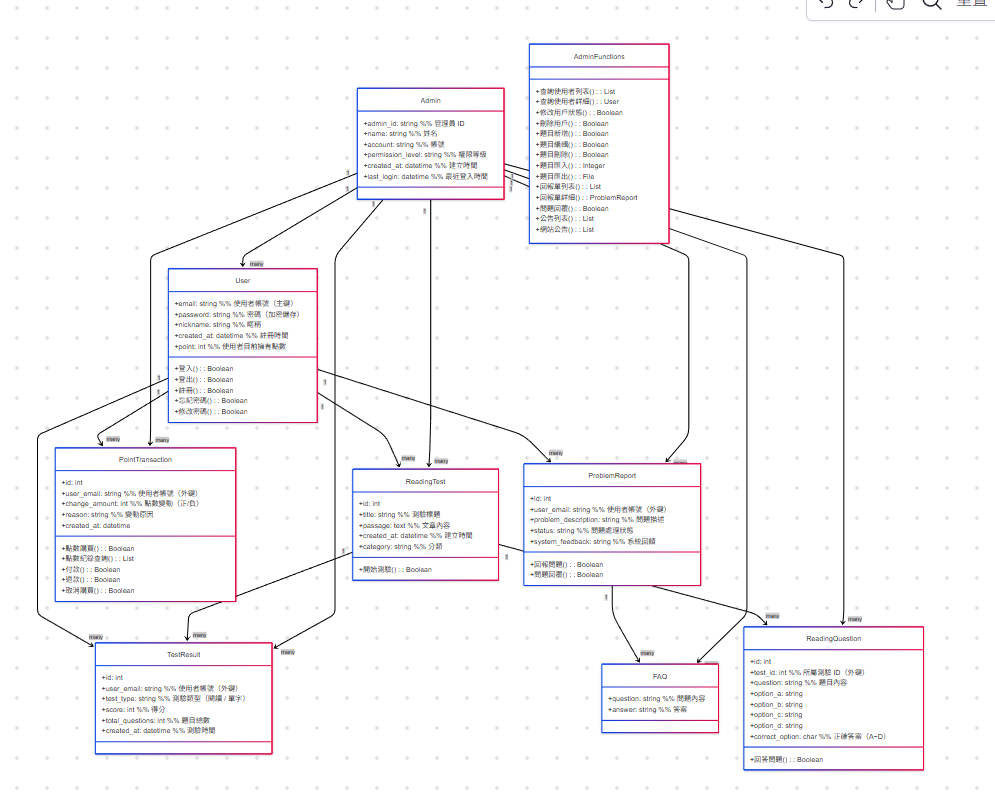 重置
AdminFunctions
+查詢使用者列表() : : List
+查詢使用者詳細() : : User
+修改用戶狀態() : : Boolean
+刪除用戶() : : Boolean
+題目新增() : : Boolean
+題目編輯() : : Boolean
+題目刪除() : : Boolean
+題目匯入() : : Integer
+題目匯出() : : File
+回報單列表() : : List
+回報單詳細() : : ProblemReport
+問題回覆() : : Boolean
+公告列表() : : List
+網站公告() : : List
Admin
+admin_id: string %% 管理員 ID
+name: string %% 姓名
+account: string %% 帳號
+permission_level: string %% 權限等級
+created_at: datetime %% 建立時間
+last_login: datetime %% 最近登入時間
1
1
1
1
1
1
1
many
User
+email: string %% 使用者帳號（主鍵）
+password: string %% 密碼（加密儲存）
+nickname: string %% 暱稱
+created_at: datetime %% 註冊時間
+point: int %% 使用者目前擁有點數
+登入() : : Boolean
+登出() : : Boolean
+註冊() : : Boolean
+忘記密碼() : : Boolean
+修改密碼() : : Boolean
1
1
1
1
many
many
many
many
many
many
PointTransaction
+id: int
+user_email: string %% 使用者帳號（外鍵）
+change_amount: int %% 點數變動（正/負）
+reason: string %% 變動原因
+created_at: datetime
+點數購買() : : Boolean
+點數紀錄查詢() : : List
+付款() : : Boolean
+退款() : : Boolean
+取消購買() : : Boolean
ReadingTest
+id: int
+title: string %% 測驗標題
+passage: text %% 文章內容
+created_at: datetime %% 建立時間
+category: string %% 分類
+開始測驗() : : Boolean
1
1
ProblemReport
+id: int
+user_email: string %% 使用者帳號（外鍵）
+problem_description: string %% 問題描述
+status: string %% 問題處理狀態
+system_feedback: string %% 系統回饋
+回報問題() : : Boolean
+問題回覆() : : Boolean
1
many
many
many
many
many
many
TestResult
+id: int
+user_email: string %% 使用者帳號（外鍵）
+test_type: string %% 測驗類型（閱讀 / 單字）
+score: int %% 得分
+total_questions: int %% 題目總數
+created_at: datetime %% 測驗時間
FAQ
+question: string %% 問題內容
+answer: string %% 答案
ReadingQuestion
+id: int
+test_id: int %% 所屬測驗 ID（外鍵）
+question: string %% 題目內容
+option_a: string
+option_b: string
+option_c: string
+option_d: string
+correct_option: char %% 正確答案（A~D）
+回答問題() : : Boolean